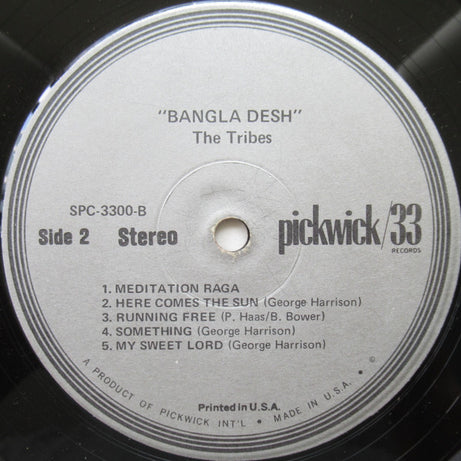 "BANGLA DESH"
The Tribes
SPC-3300-B
Side 2 Stereo
pickwick/33
RECORDS
1. MEDITATION RAGA
2. HERE COMES THE SUN (George Harrison)
3. RUNNING FREE (P. Haas/B. Bower)
4. SOMETHING (George Harrison)
5. MY SWEET LORD (George Harrison)
Printed in U.S.A.
A PRODUCT OF PICKWICK INT'L • MADE IN U.S.A. • ©